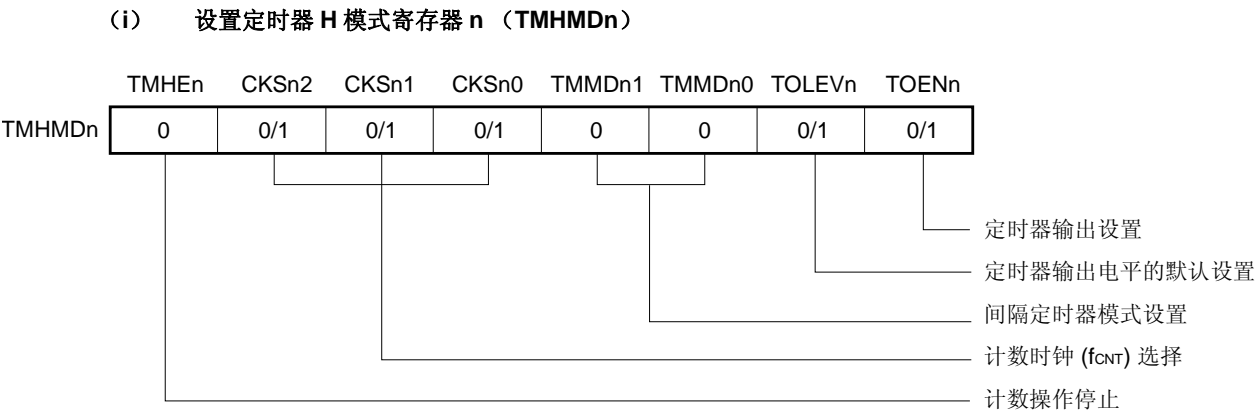 （i） 设置定时器 H 模式寄存器 n （TMHMDn）
TMHEn CKSn2 CKSn1 CKSn0 TMMDn1 TMMDn0 TOLEVn TOENn
TMHMDn 0 0/1 0/1 0/1 0 0 0/1 0/1
定时器输出设置
定时器输出电平的默认设置
间隔定时器模式设置
计数时钟 (fCNT) 选择
计数操作停止